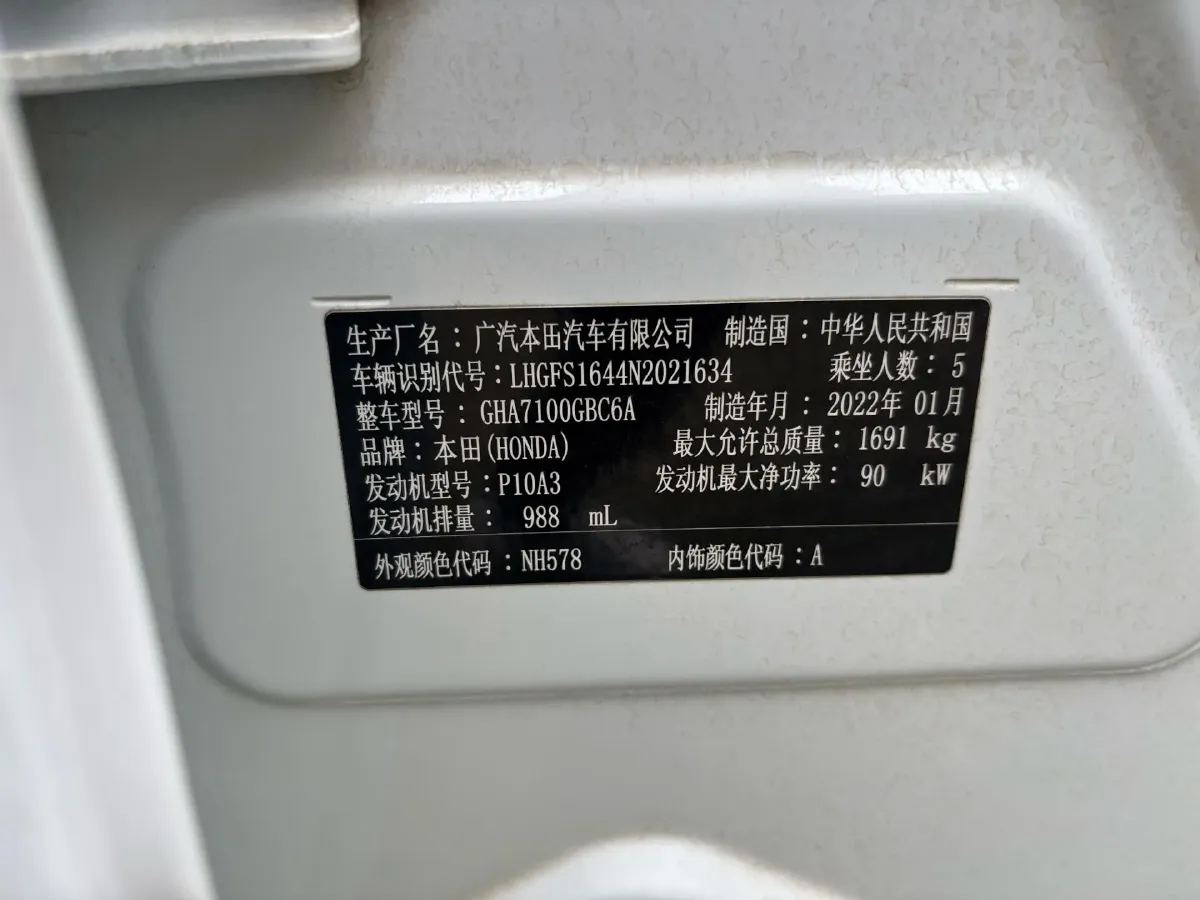 生产厂名：广汽本田汽车有限公司 制造国：中华人民共和国
车辆识别代号：LHGFS1644N2021634 乘坐人数：5
整车型号：GHA7100GBC6A 制造年月：2022年 01月
品牌：本田(HONDA) 最大允许总质量：1691 kg
发动机型号：P10A3 发动机最大净功率：90 kW
发动机排量：988 mL
外观颜色代码：NH578 内饰颜色代码：A